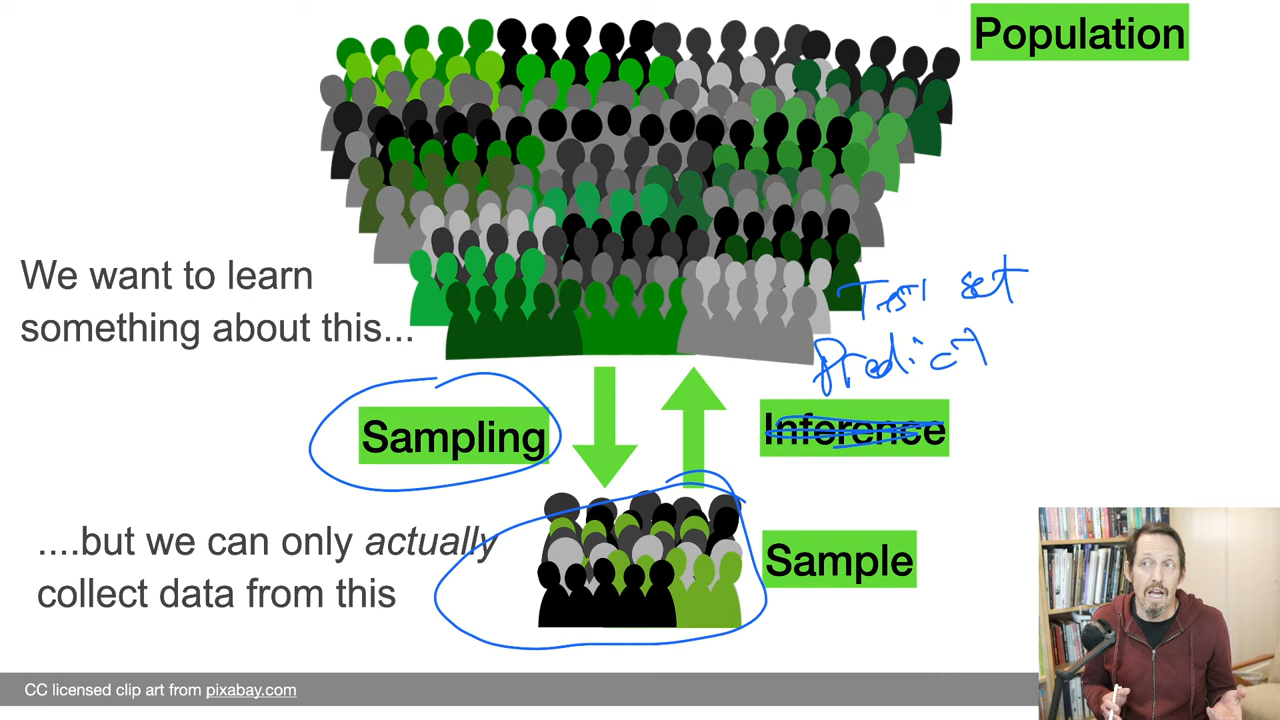 Population
We want to learn
something about this...
Test set
Predict
Sampling
Inference
....but we can only actually
collect data from this
Sample
CC licensed clip art from pixabay.com